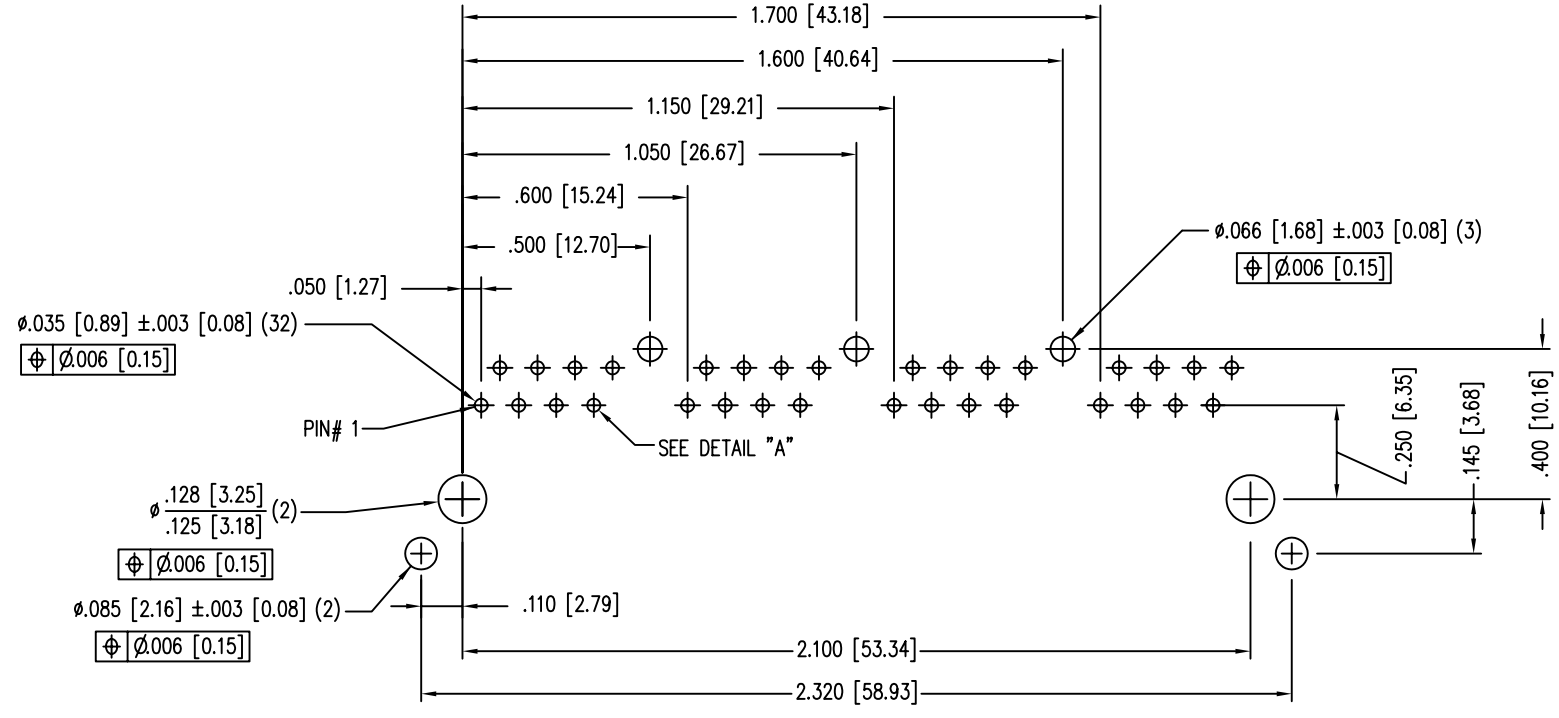 1.700 [43.18]
1.600 [40.64]
1.150 [29.21]
1.050 [26.67]
.600 [15.24]
.500 [12.70]
.050 [1.27]
ø.066 [1.68] ±.003 [0.08] (3)
⌖ Ø.006 [0.15]
ø.035 [0.89] ±.003 [0.08] (32)
⌖ Ø.006 [0.15]
PIN# 1
SEE DETAIL "A"
.250 [6.35]
.145 [3.68]
.400 [10.16]
ø .128 [3.25]
.125 [3.18] (2)
⌖ Ø.006 [0.15]
ø.085 [2.16] ±.003 [0.08] (2)
⌖ Ø.006 [0.15]
.110 [2.79]
2.100 [53.34]
2.320 [58.93]